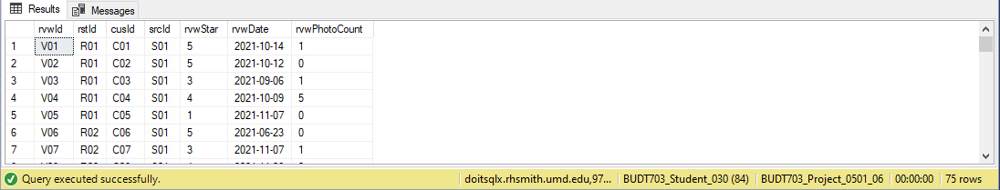 Results Messages
rvwId rstId cusId srcId rvwStar rvwDate rvwPhotoCount
1 V01 R01 C01 S01 5 2021-10-14 1
2 V02 R01 C02 S01 5 2021-10-12 0
3 V03 R01 C03 S01 3 2021-09-06 1
4 V04 R01 C04 S01 4 2021-10-09 5
5 V05 R01 C05 S01 1 2021-11-07 0
6 V06 R02 C06 S01 5 2021-06-23 0
7 V07 R02 C07 S01 3 2021-11-07 1
Query executed successfully. doitsqlx.rhsmith.umd.edu,97... BUDT703_Student_030 (84) BUDT703_Project_0501_06 00:00:00 75 rows